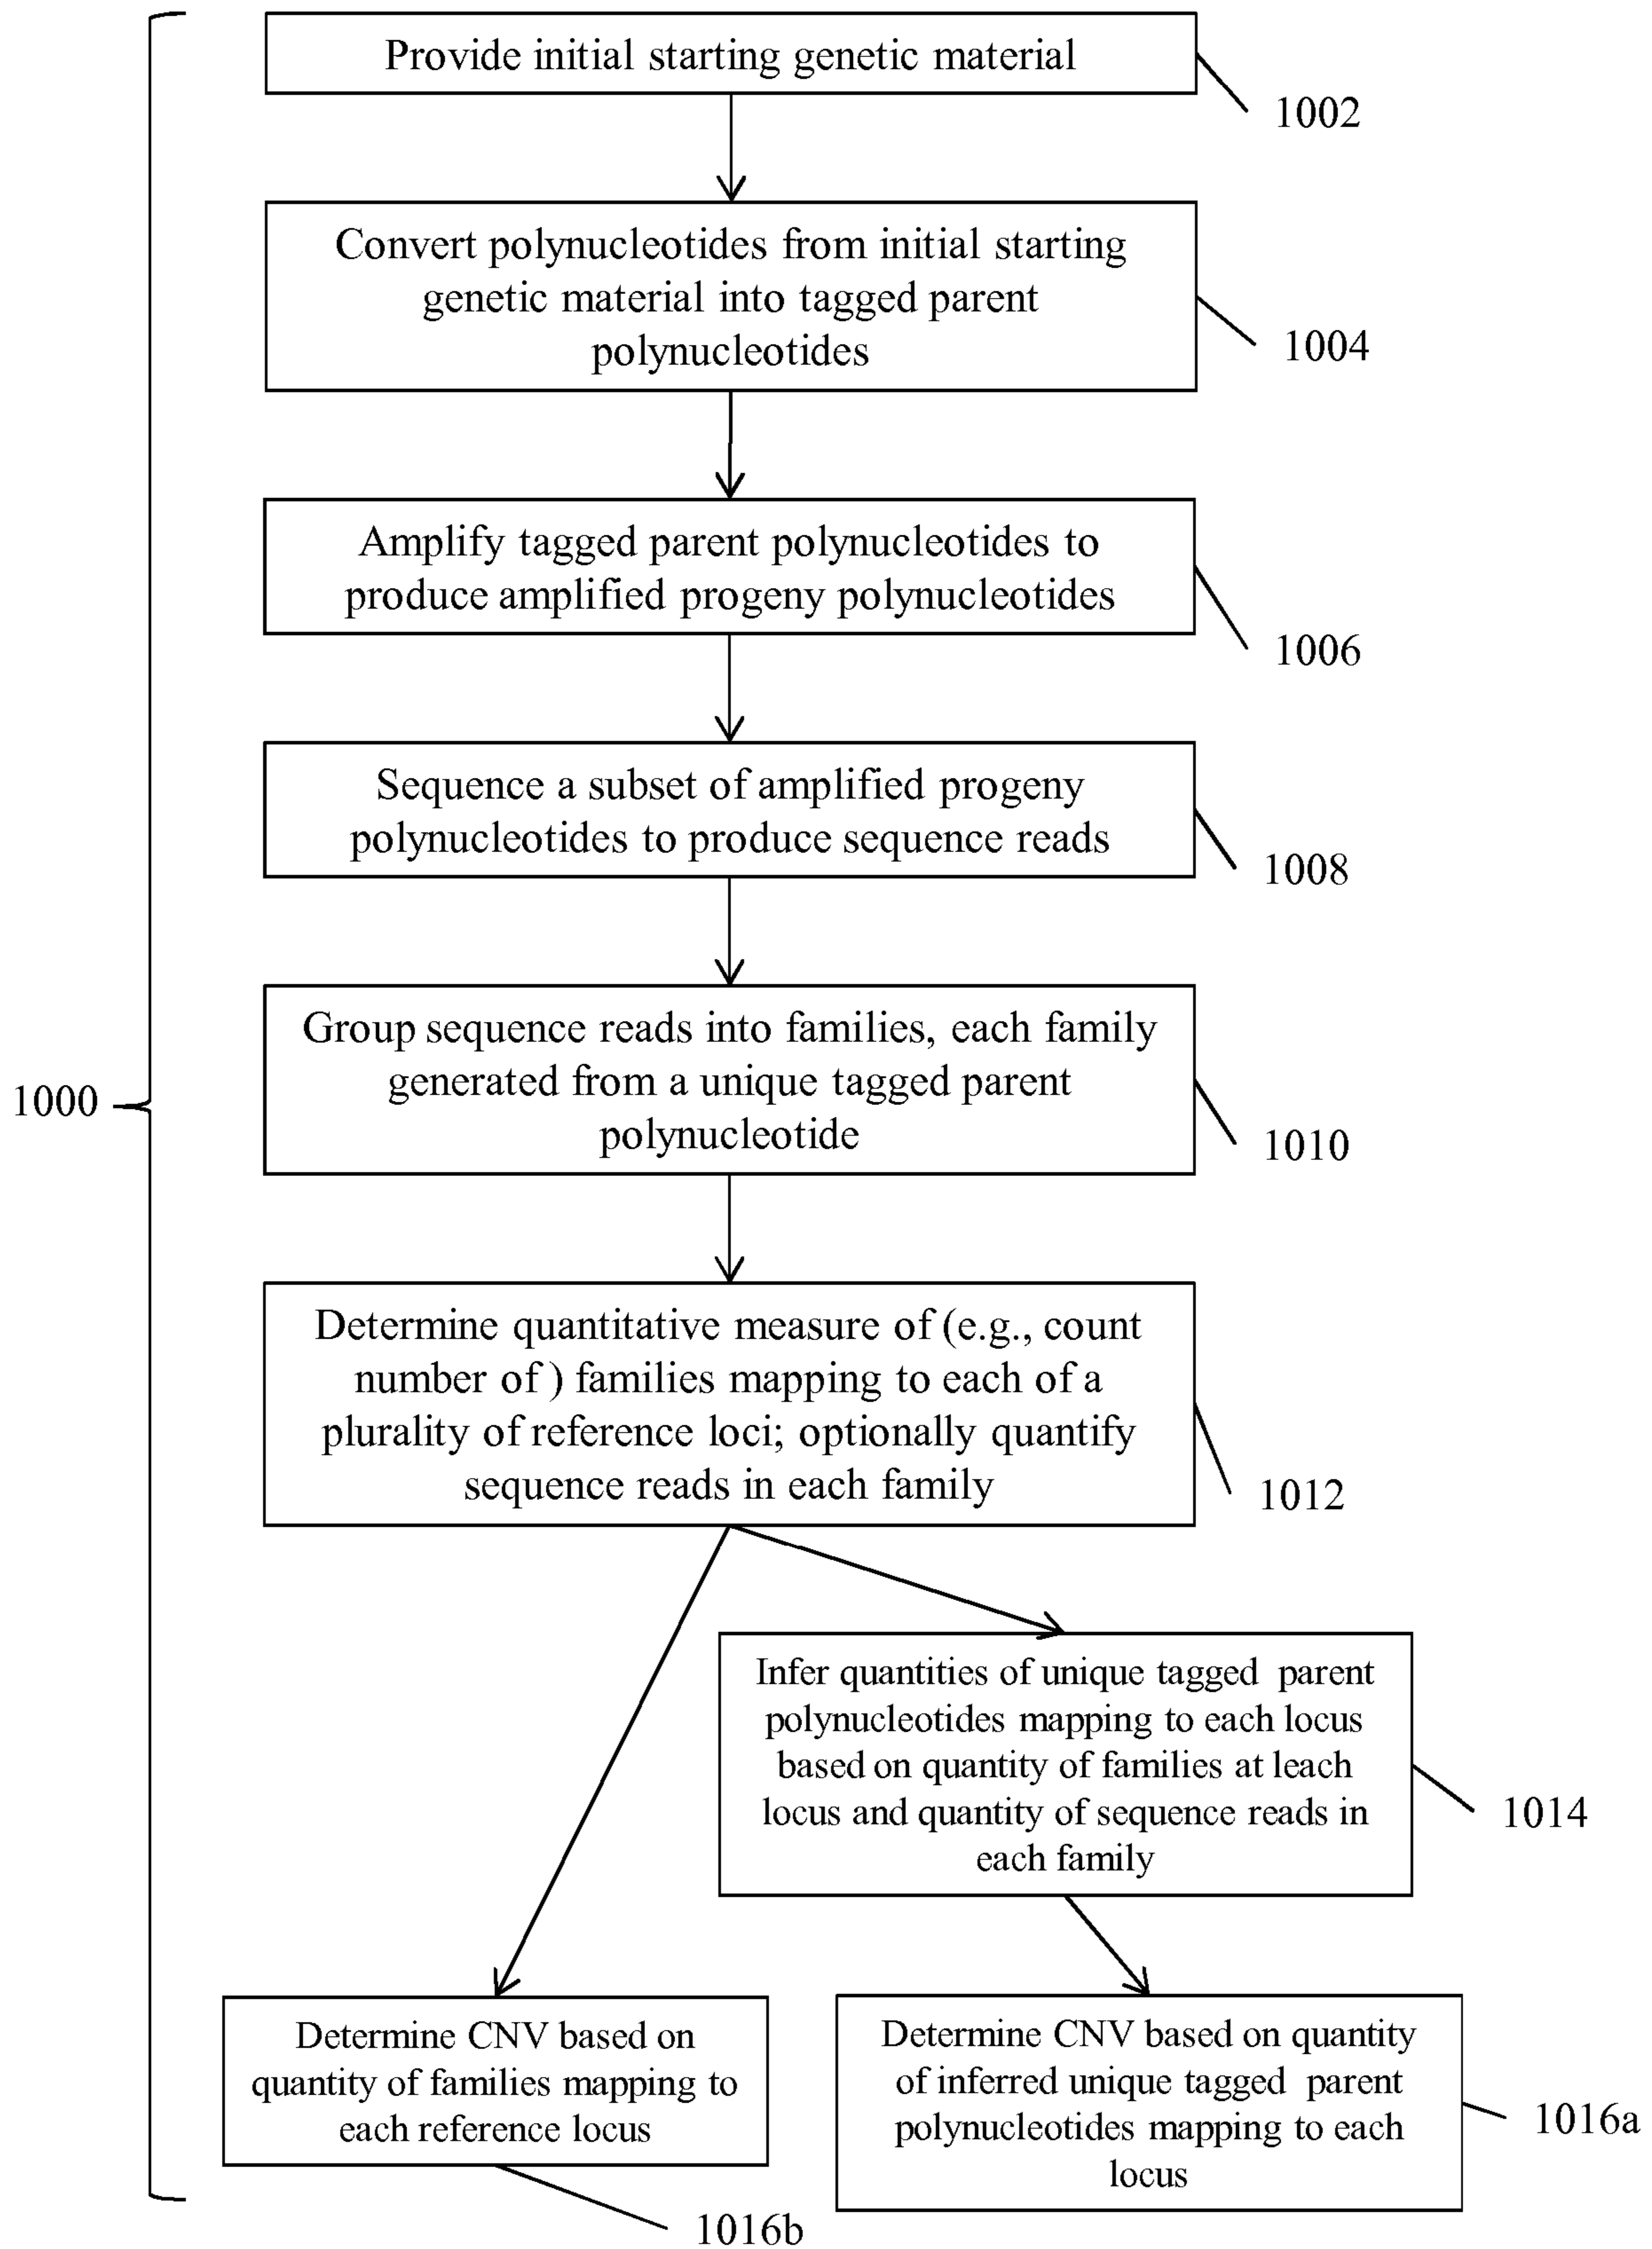 Provide initial starting genetic material
1002
Convert polynucleotides from initial starting
genetic material into tagged parent
polynucleotides
1004
Amplify tagged parent polynucleotides to
produce amplified progeny polynucleotides
1006
Sequence a subset of amplified progeny
polynucleotides to produce sequence reads
1008
Group sequence reads into families, each family
generated from a unique tagged parent
polynucleotide
1000
1010
Determine quantitative measure of (e.g., count
number of ) families mapping to each of a
plurality of reference loci; optionally quantify
sequence reads in each family
1012
Infer quantities of unique tagged parent
polynucleotides mapping to each locus
based on quantity of families at leach
locus and quantity of sequence reads in
each family
1014
Determine CNV based on
quantity of families mapping to
each reference locus
1016b
Determine CNV based on quantity
of inferred unique tagged parent
polynucleotides mapping to each
locus
1016a